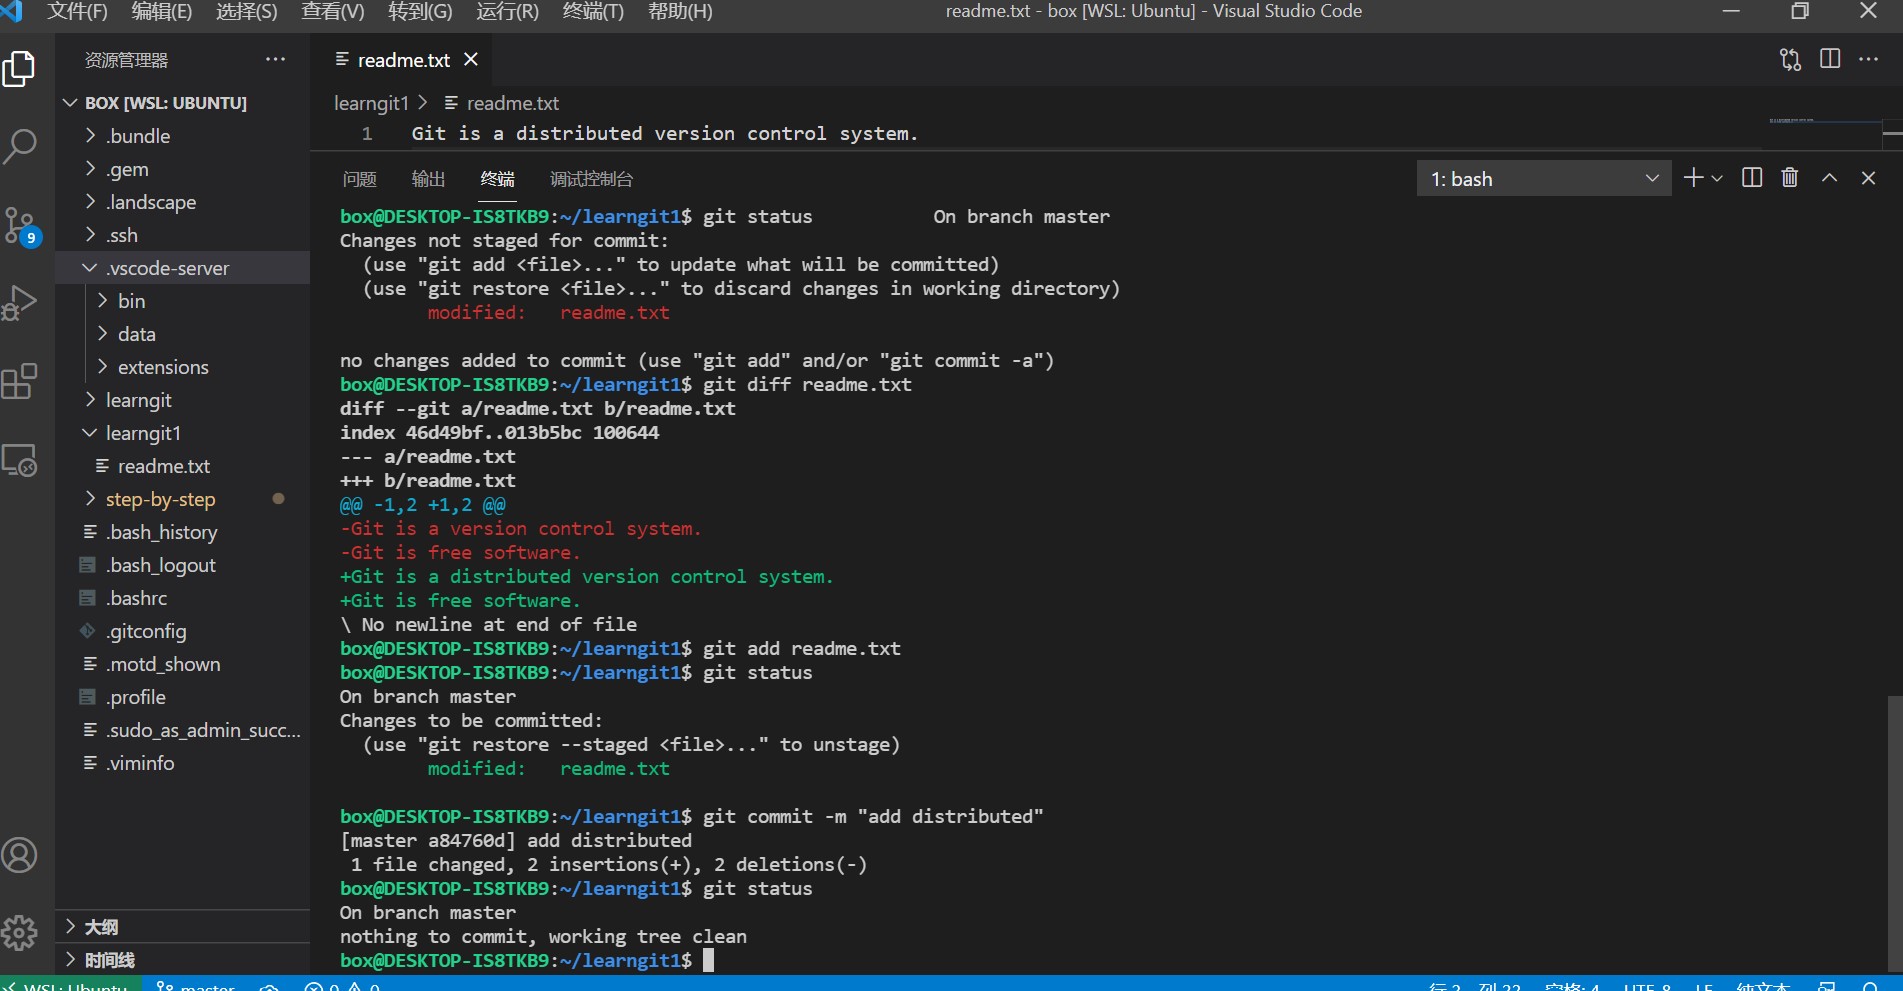 文件(F) 编辑(E) 选择(S) 查看(V) 转到(G) 运行(R) 终端(T) 帮助(H) readme.txt - box [WSL: Ubuntu] - Visual Studio Code
资源管理器
BOX [WSL: UBUNTU]
.bundle
.gem
.landscape
.ssh
.vscode-server
bin
data
extensions
learngit
learngit1
readme.txt
step-by-step
.bash_history
.bash_logout
.bashrc
.gitconfig
.motd_shown
.profile
.sudo_as_admin_succ...
.viminfo
大纲
时间线
9
readme.txt
learngit1 > readme.txt
1 Git is a distributed version control system.
问题 输出 终端 调试控制台 1: bash
box@DESKTOP-IS8TKB9:~/learngit1$ git status On branch master
Changes not staged for commit:
(use "git add <file>..." to update what will be committed)
(use "git restore <file>..." to discard changes in working directory)
modified: readme.txt
no changes added to commit (use "git add" and/or "git commit -a")
box@DESKTOP-IS8TKB9:~/learngit1$ git diff readme.txt
diff --git a/readme.txt b/readme.txt
index 46d49bf..013b5bc 100644
--- a/readme.txt
+++ b/readme.txt
@@ -1,2 +1,2 @@
-Git is a version control system.
-Git is free software.
+Git is a distributed version control system.
+Git is free software.
\ No newline at end of file
box@DESKTOP-IS8TKB9:~/learngit1$ git add readme.txt
box@DESKTOP-IS8TKB9:~/learngit1$ git status
On branch master
Changes to be committed:
(use "git restore --staged <file>..." to unstage)
modified: readme.txt
box@DESKTOP-IS8TKB9:~/learngit1$ git commit -m "add distributed"
[master a84760d] add distributed
1 file changed, 2 insertions(+), 2 deletions(-)
box@DESKTOP-IS8TKB9:~/learngit1$ git status
On branch master
nothing to commit, working tree clean
box@DESKTOP-IS8TKB9:~/learngit1$
WSL: Ubuntu master 0 0 行 2, 列 22 空格: 4 UTF-8 LF 纯文本